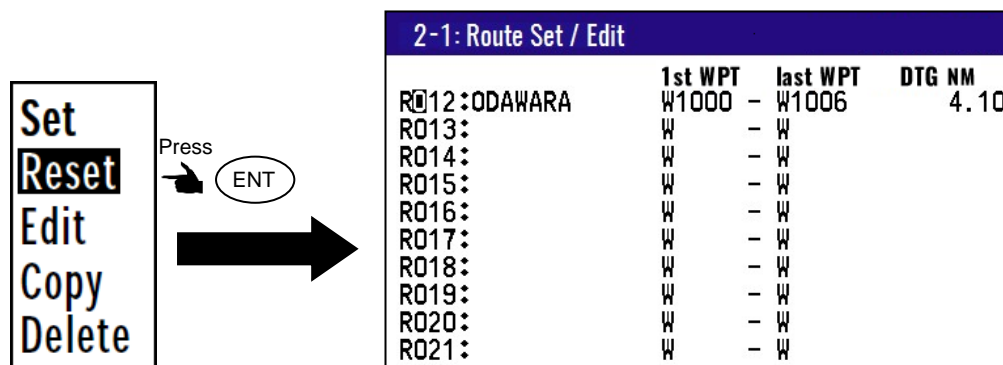 Set
Reset
Edit
Copy
Delete
Press
ENT
2-1: Route Set / Edit
1st WPT last WPT DTG NM
R012:ODAWARA W1000 - W1006 4.10
R013: W - W
R014: W - W
R015: W - W
R016: W - W
R017: W - W
R018: W - W
R019: W - W
R020: W - W
R021: W - W